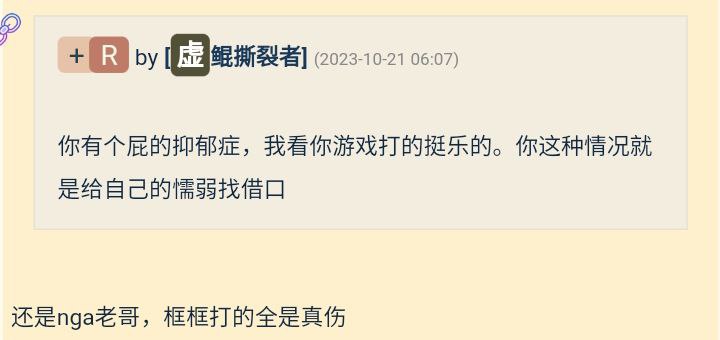 + R by [虚鲲撕裂者] (2023-10-21 06:07)
你有个屁的抑郁症，我看你游戏打的挺乐的。你这种情况就
是给自己的懦弱找借口
还是nga老哥，框框打的全是真伤